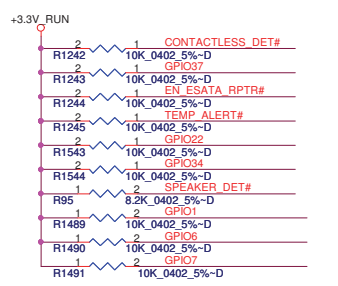 +3.3V_RUN
2 1 CONTACTLESS_DET#
R1242 10K_0402_5%~D
2 1 GPIO37
R1243 10K_0402_5%~D
2 1 EN_ESATA_RPTR#
R1244 10K_0402_5%~D
2 1 TEMP_ALERT#
R1245 10K_0402_5%~D
2 1 GPIO22
R1543 10K_0402_5%~D
2 1 GPIO34
R1544 10K_0402_5%~D
1 2 SPEAKER_DET#
R95 8.2K_0402_5%~D
1 2 GPIO1
R1489 10K_0402_5%~D
1 2 GPIO6
R1490 10K_0402_5%~D
1 2 GPIO7
R1491 10K_0402_5%~D